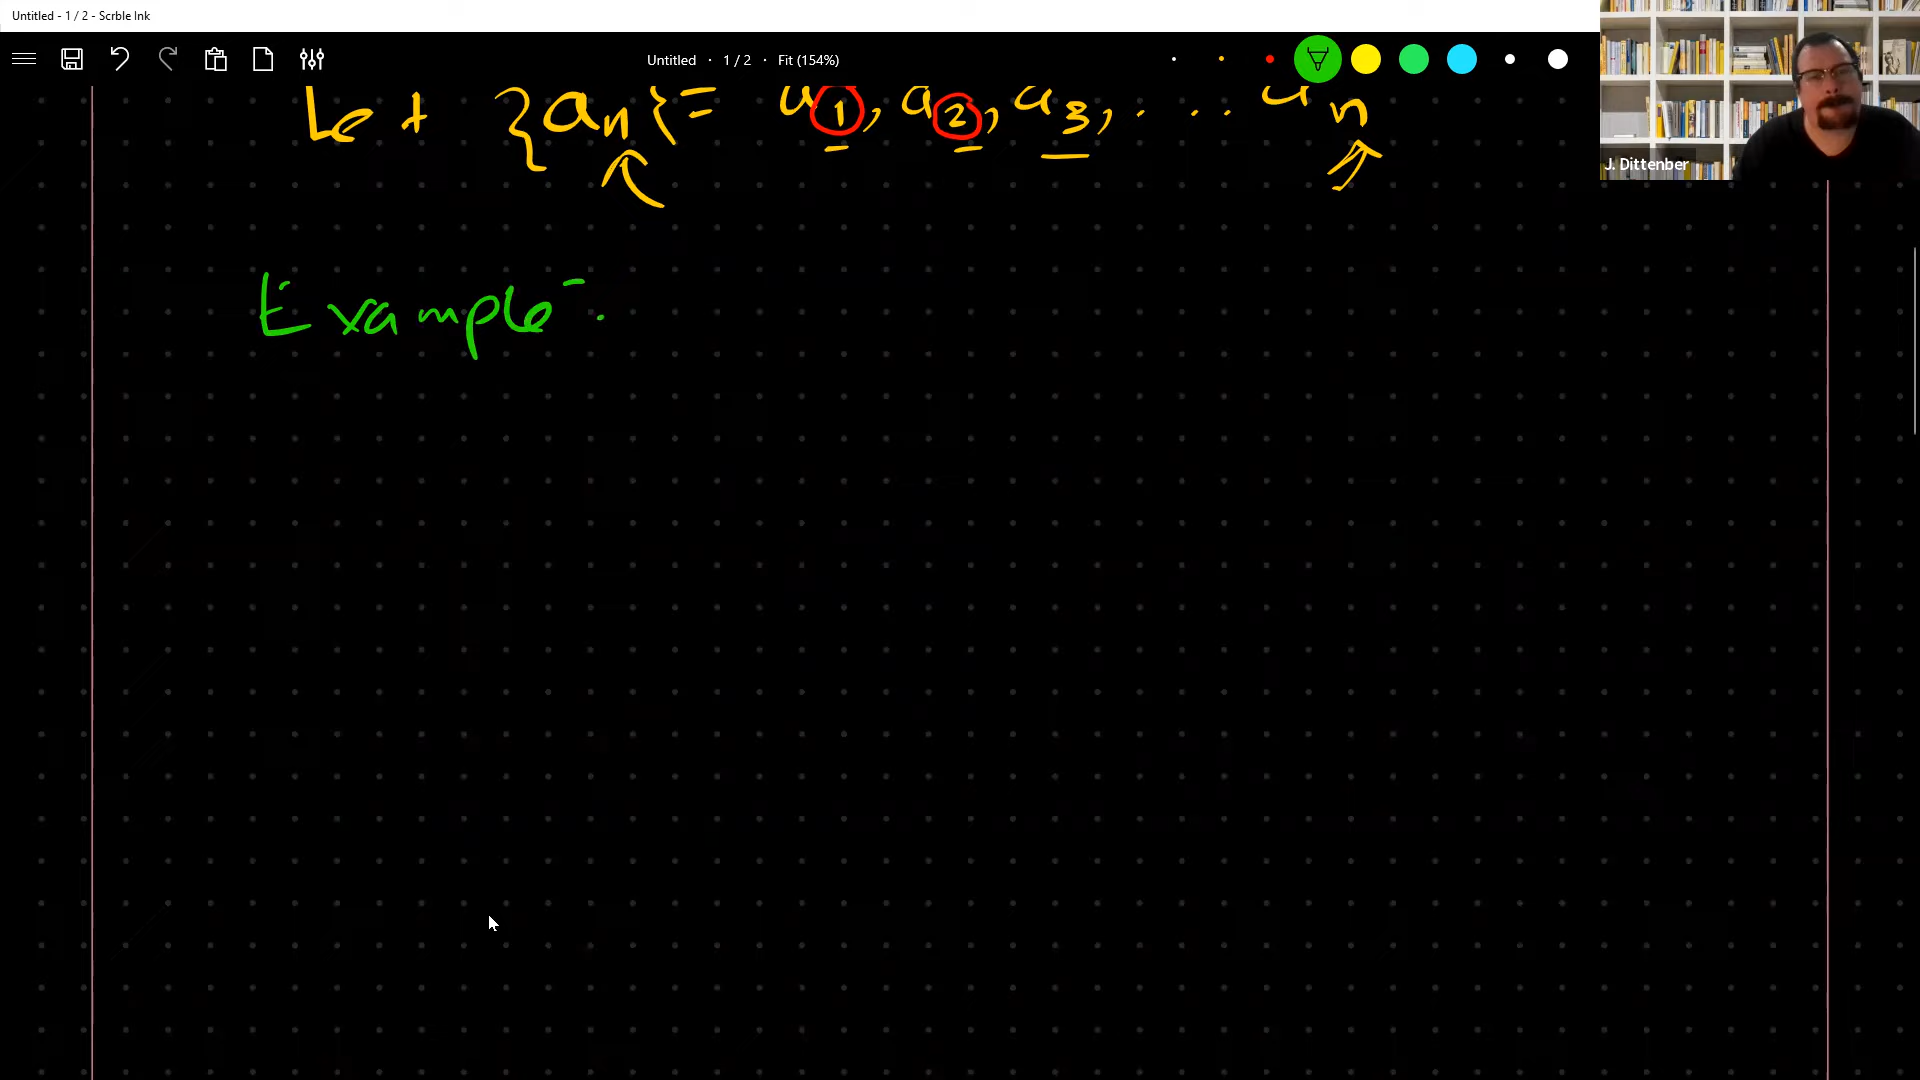 Untitled - 1 / 2 - Scrble Ink
Untitled · 1 / 2 · Fit (154%)
J. Dittenber
Let {aₙ} = a₁, a₂, a₃, . . . aₙ
Example: